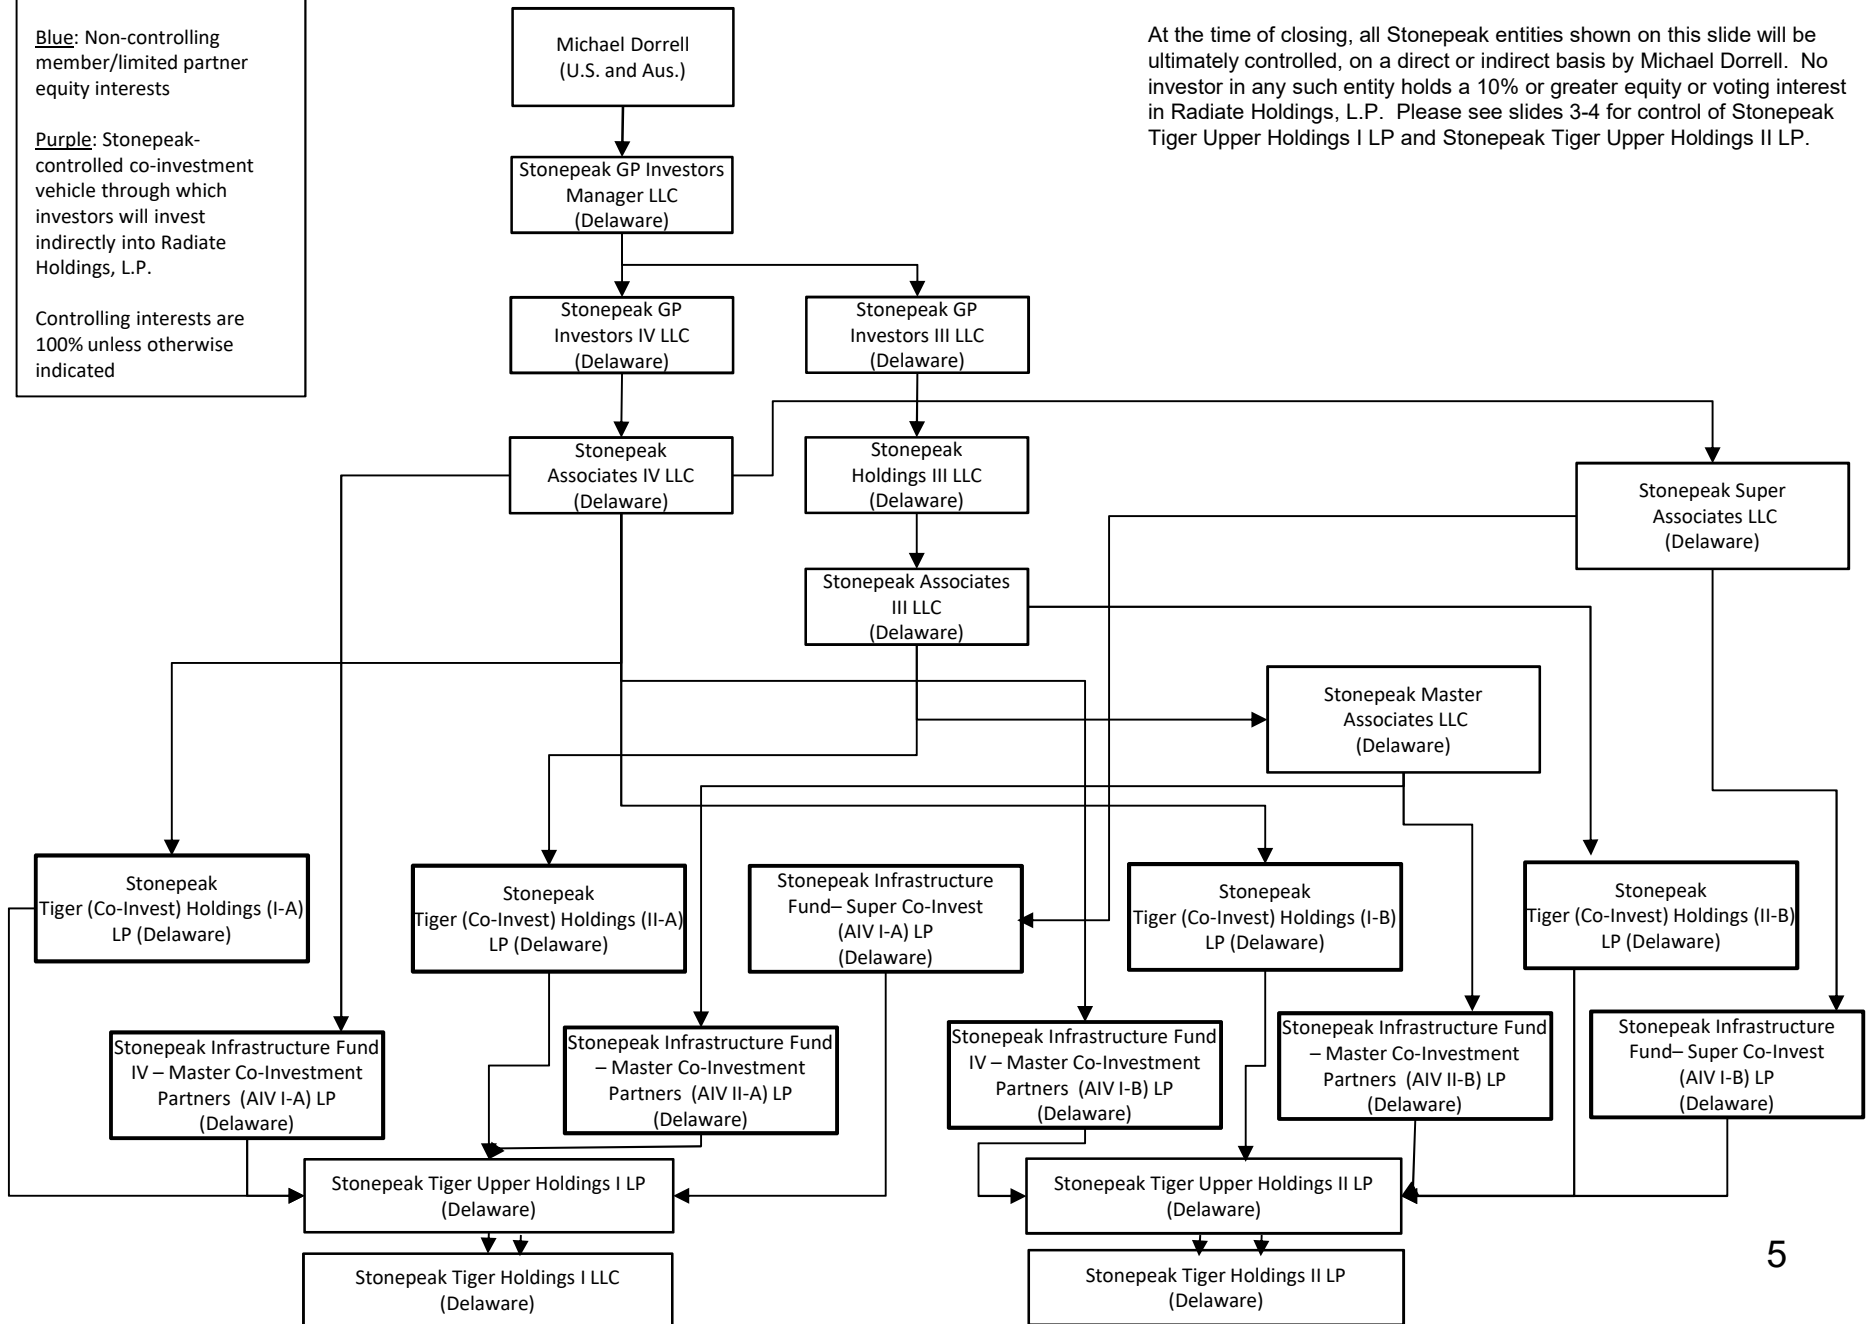 Blue: Non-controlling
member/limited partner
equity interests
Purple: Stonepeak-
controlled co-investment
vehicle through which
investors will invest
indirectly into Radiate
Holdings, L.P.
Controlling interests are
100% unless otherwise
indicated
Michael Dorrell
(U.S. and Aus.)
At the time of closing, all Stonepeak entities shown on this slide will be
ultimately controlled, on a direct or indirect basis by Michael Dorrell. No
investor in any such entity holds a 10% or greater equity or voting interest
in Radiate Holdings, L.P. Please see slides 3-4 for control of Stonepeak
Tiger Upper Holdings I LP and Stonepeak Tiger Upper Holdings II LP.
Stonepeak GP Investors
Manager LLC
(Delaware)
Stonepeak GP
Investors IV LLC
(Delaware)
Stonepeak GP
Investors III LLC
(Delaware)
Stonepeak
Associates IV LLC
(Delaware)
Stonepeak
Holdings III LLC
(Delaware)
Stonepeak Super
Associates LLC
(Delaware)
Stonepeak Associates
III LLC
(Delaware)
Stonepeak Master
Associates LLC
(Delaware)
Stonepeak
Tiger (Co-Invest) Holdings (I-A)
LP (Delaware)
Stonepeak
Tiger (Co-Invest) Holdings (II-A)
LP (Delaware)
Stonepeak Infrastructure
Fund– Super Co-Invest
(AIV I-A) LP
(Delaware)
Stonepeak
Tiger (Co-Invest) Holdings (I-B)
LP (Delaware)
Stonepeak
Tiger (Co-Invest) Holdings (II-B)
LP (Delaware)
Stonepeak Infrastructure Fund
IV – Master Co-Investment
Partners (AIV I-A) LP
(Delaware)
Stonepeak Infrastructure Fund
– Master Co-Investment
Partners (AIV II-A) LP
(Delaware)
Stonepeak Infrastructure Fund
IV – Master Co-Investment
Partners (AIV I-B) LP
(Delaware)
Stonepeak Infrastructure Fund
– Master Co-Investment
Partners (AIV II-B) LP
(Delaware)
Stonepeak Infrastructure
Fund– Super Co-Invest
(AIV I-B) LP
(Delaware)
Stonepeak Tiger Upper Holdings I LP
(Delaware)
Stonepeak Tiger Upper Holdings II LP
(Delaware)
Stonepeak Tiger Holdings I LLC
(Delaware)
Stonepeak Tiger Holdings II LP
(Delaware)
5